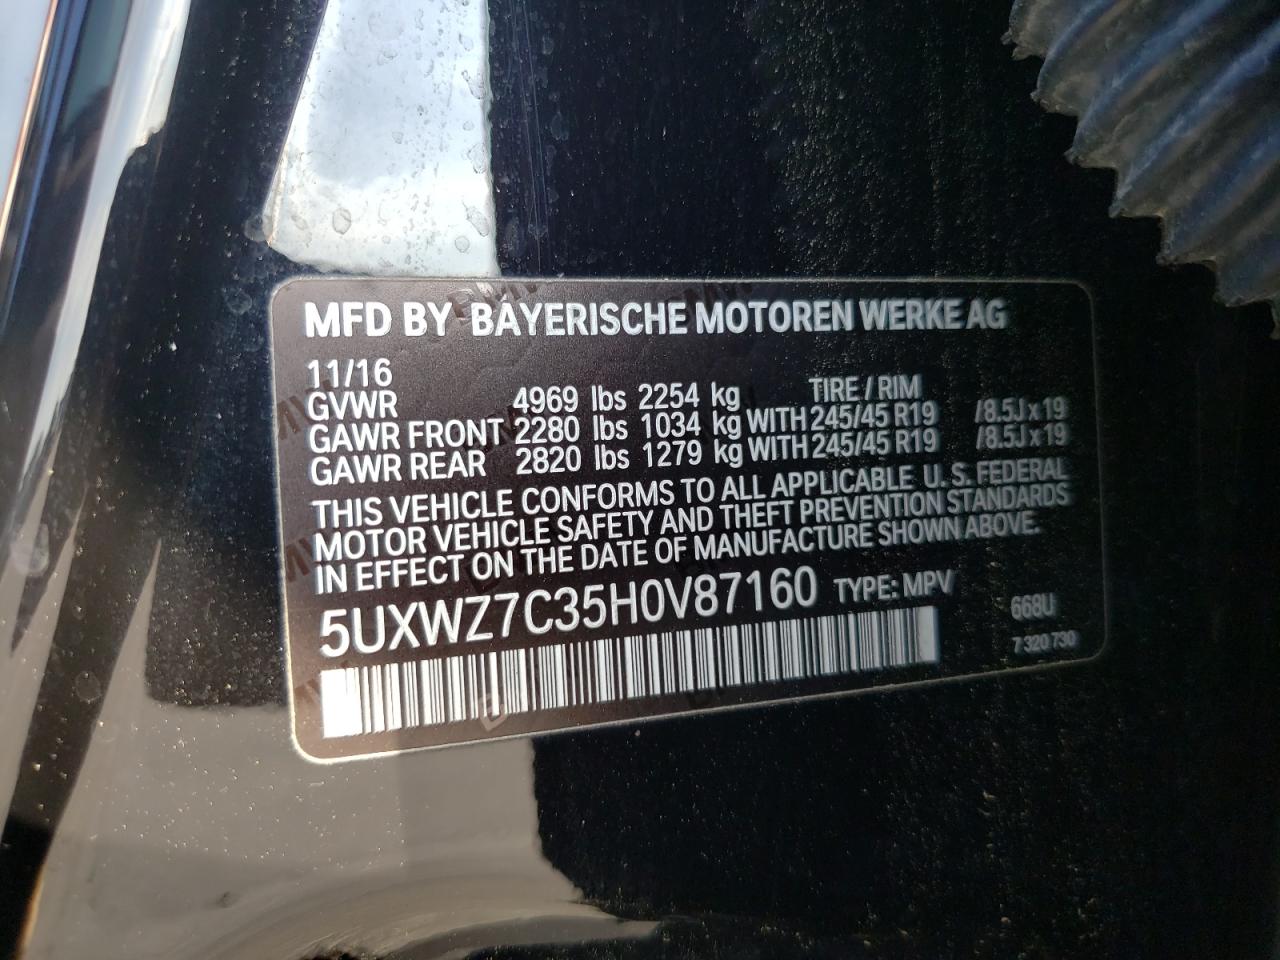 MFD BY BAYERISCHE MOTOREN WERKE AG
11/16 TIRE / RIM
GVWR 4969 lbs 2254 kg
GAWR FRONT 2280 lbs 1034 kg WITH 245/45 R19 /8.5J x 19
GAWR REAR 2820 lbs 1279 kg WITH 245/45 R19 /8.5J x 19
THIS VEHICLE CONFORMS TO ALL APPLICABLE U.S. FEDERAL
MOTOR VEHICLE SAFETY AND THEFT PREVENTION STANDARDS
IN EFFECT ON THE DATE OF MANUFACTURE SHOWN ABOVE.
5UXWZ7C35H0V87160 TYPE: MPV 668U
7 320 730